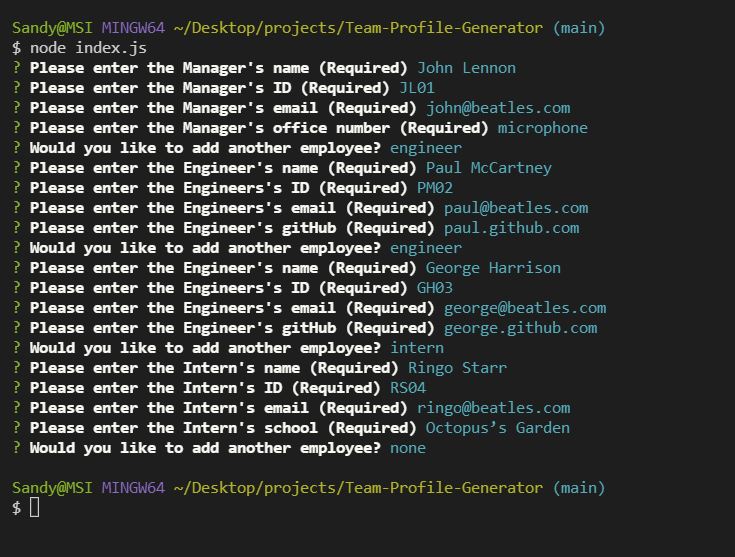 Sandy@MSI MINGW64 ~/Desktop/projects/Team-Profile-Generator (main)
$ node index.js
? Please enter the Manager's name (Required) John Lennon
? Please enter the Manager's ID (Required) JL01
? Please enter the Manager's email (Required) john@beatles.com
? Please enter the Manager's office number (Required) microphone
? Would you like to add another employee? engineer
? Please enter the Engineer's name (Required) Paul McCartney
? Please enter the Engineers's ID (Required) PM02
? Please enter the Engineers's email (Required) paul@beatles.com
? Please enter the Engineer's gitHub (Required) paul.github.com
? Would you like to add another employee? engineer
? Please enter the Engineer's name (Required) George Harrison
? Please enter the Engineers's ID (Required) GH03
? Please enter the Engineers's email (Required) george@beatles.com
? Please enter the Engineer's gitHub (Required) george.github.com
? Would you like to add another employee? intern
? Please enter the Intern's name (Required) Ringo Starr
? Please enter the Intern's ID (Required) RS04
? Please enter the Intern's email (Required) ringo@beatles.com
? Please enter the Intern's school (Required) Octopus’s Garden
? Would you like to add another employee? none
Sandy@MSI MINGW64 ~/Desktop/projects/Team-Profile-Generator (main)
$